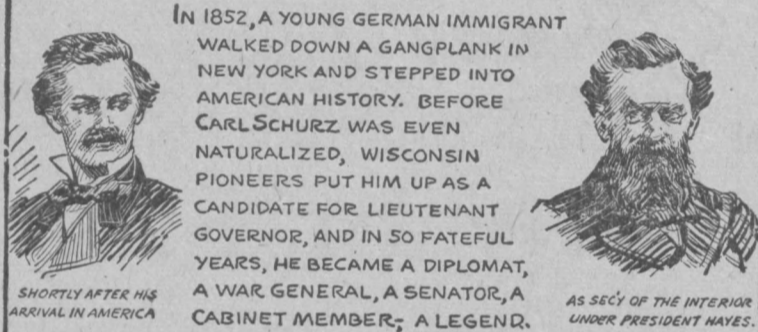 IN 1852, A YOUNG GERMAN IMMIGRANT
WALKED DOWN A GANGPLANK IN
NEW YORK AND STEPPED INTO
AMERICAN HISTORY. BEFORE
CARL SCHURZ WAS EVEN
NATURALIZED, WISCONSIN
PIONEERS PUT HIM UP AS A
CANDIDATE FOR LIEUTENANT
GOVERNOR, AND IN 50 FATEFUL
YEARS, HE BECAME A DIPLOMAT,
A WAR GENERAL, A SENATOR, A
CABINET MEMBER,- A LEGEND.
SHORTLY AFTER HIS
ARRIVAL IN AMERICA
AS SEC'Y OF THE INTERIOR
UNDER PRESIDENT HAYES.